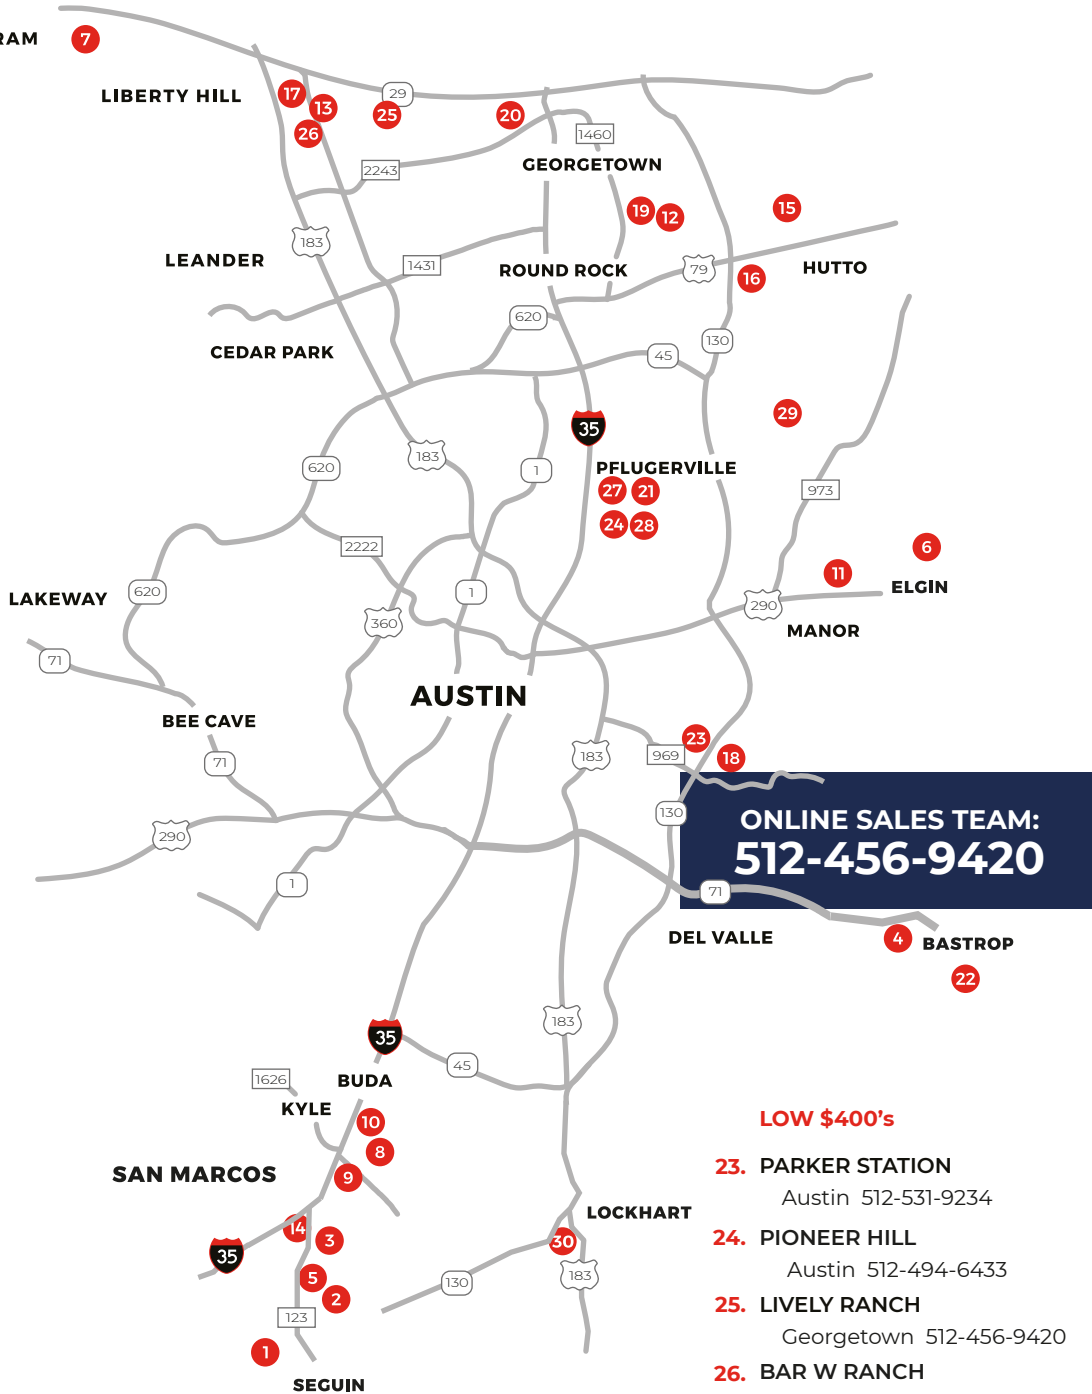 RAM
7
LIBERTY HILL
17
13
29
25
20
26
1460
2243
GEORGETOWN
19
12
15
183
LEANDER
1431
ROUND ROCK
79
HUTTO
16
620
130
CEDAR PARK
45
29
35
183
620
1
PFLUGERVILLE
27
21
973
24
28
2222
6
11
ELGIN
LAKEWAY
620
1
290
360
MANOR
71
AUSTIN
BEE CAVE
23
969
18
183
71
130
ONLINE SALES TEAM:
512-456-9420
290
1
71
DEL VALLE
4
BASTROP
22
183
35
45
1626
BUDA
KYLE
10
8
SAN MARCOS
9
14
3
35
LOCKHART
30
5
2
130
183
123
1
SEGUIN
LOW $400's
23. PARKER STATION
Austin 512-531-9234
24. PIONEER HILL
Austin 512-494-6433
25. LIVELY RANCH
Georgetown 512-456-9420
26. BAR W RANCH